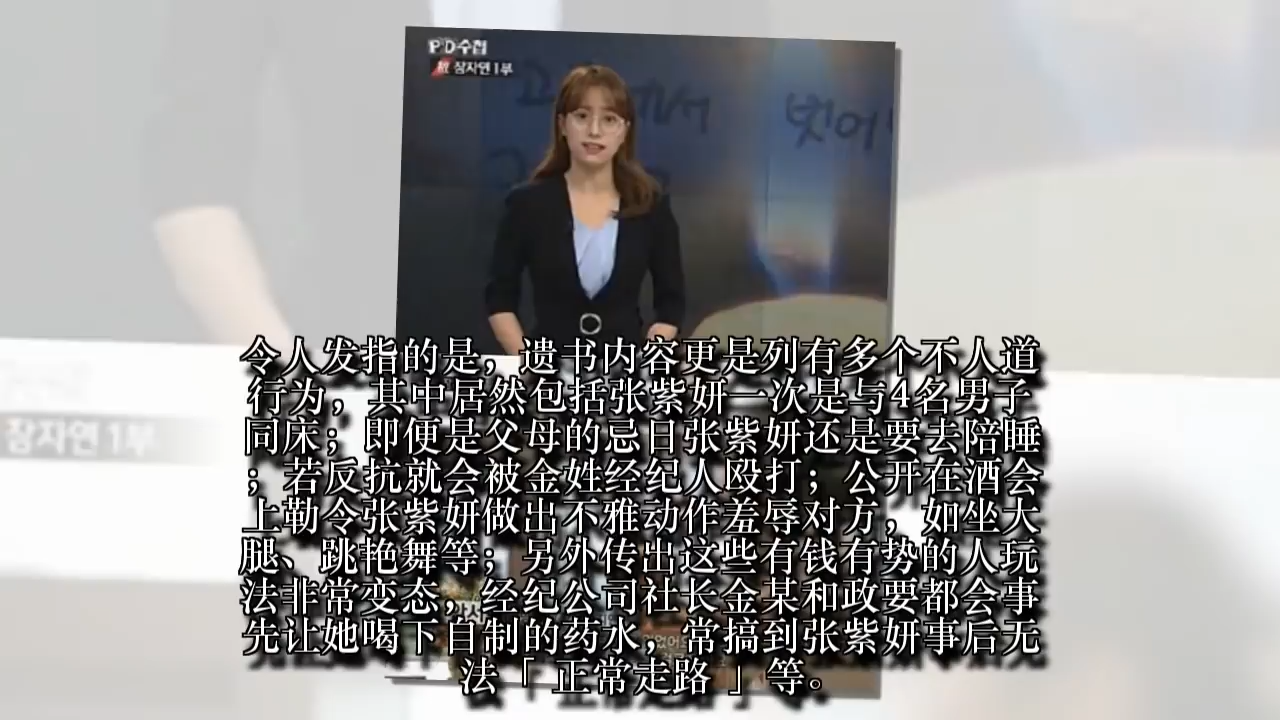 PD수첩
故 장자연 1부
벗어
장자연 1부
令人发指的是，遗书内容更是列有多个不人道
行为，其中居然包括张紫妍一次是与4名男子
同床；即便是父母的忌日张紫妍还是要去陪睡
；若反抗就会被金姓经纪人殴打；公开在酒会
上勒令张紫妍做出不雅动作羞辱对方，如坐大
腿、跳艳舞等；另外传出这些有钱有势的人玩
法非常变态，经纪公司社长金某和政要都会事
先让她喝下自制的药水，常搞到张紫妍事后无
法「 正常走路 」等。